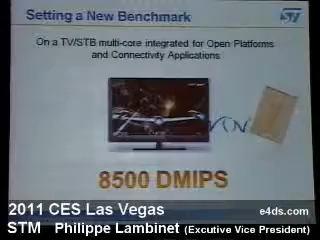 Setting a New Benchmark
ST
On a TV/STB multi-core integrated for Open Platforms
and Connectivity Applications
8500 DMIPS
2011 CES Las Vegas
e4ds.com
STM Philippe Lambinet (Excutive Vice President)